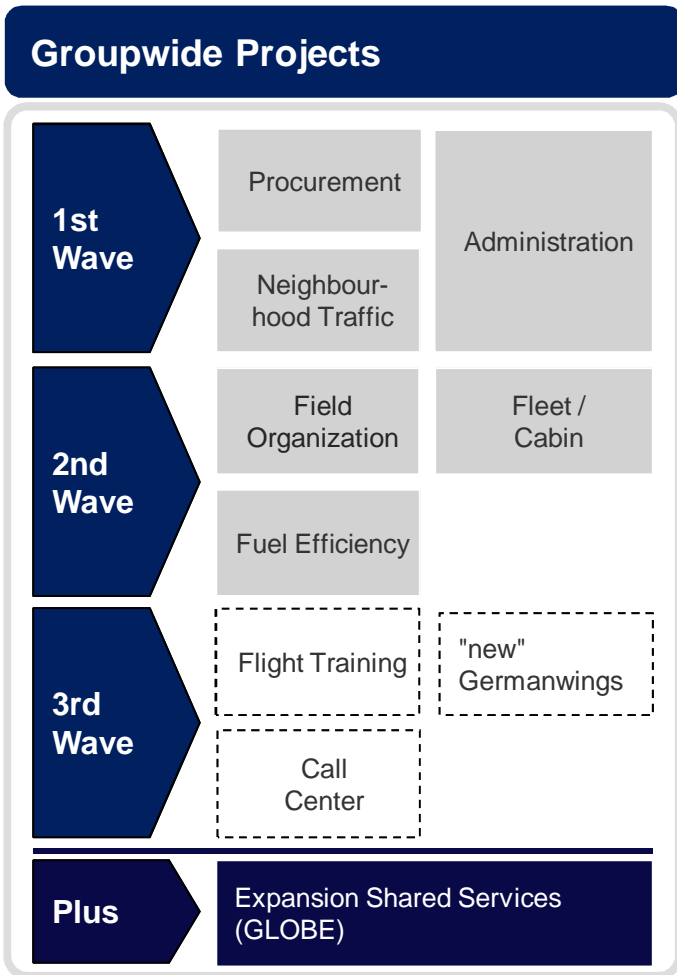 Groupwide Projects
1st
Wave
Procurement
Administration
Neighbour-
hood Traffic
2nd
Wave
Field
Organization
Fleet /
Cabin
Fuel Efficiency
3rd
Wave
Flight Training
"new"
Germanwings
Call
Center
Plus
Expansion Shared Services
(GLOBE)